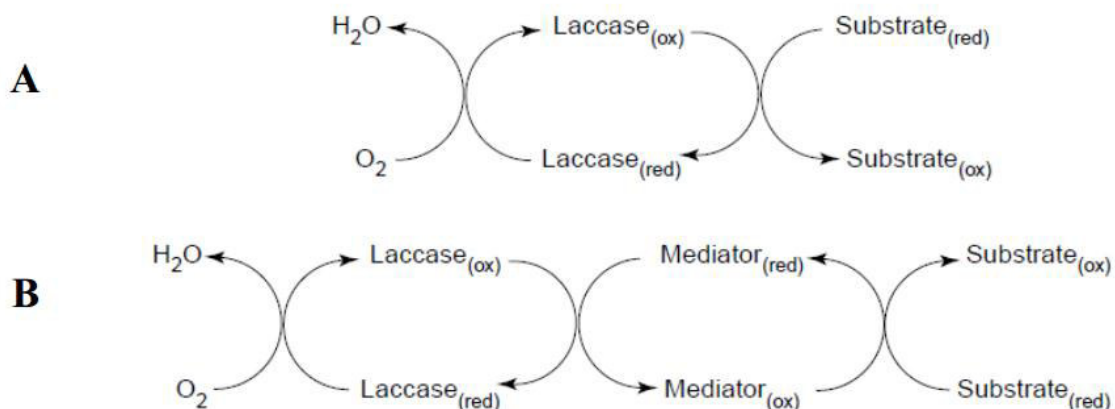 H₂O Laccase(ox) Substrate(red)
A
O₂ Laccase(red) Substrate(ox)
H₂O Laccase(ox) Mediator(red) Substrate(ox)
B
O₂ Laccase(red) Mediator(ox) Substrate(red)